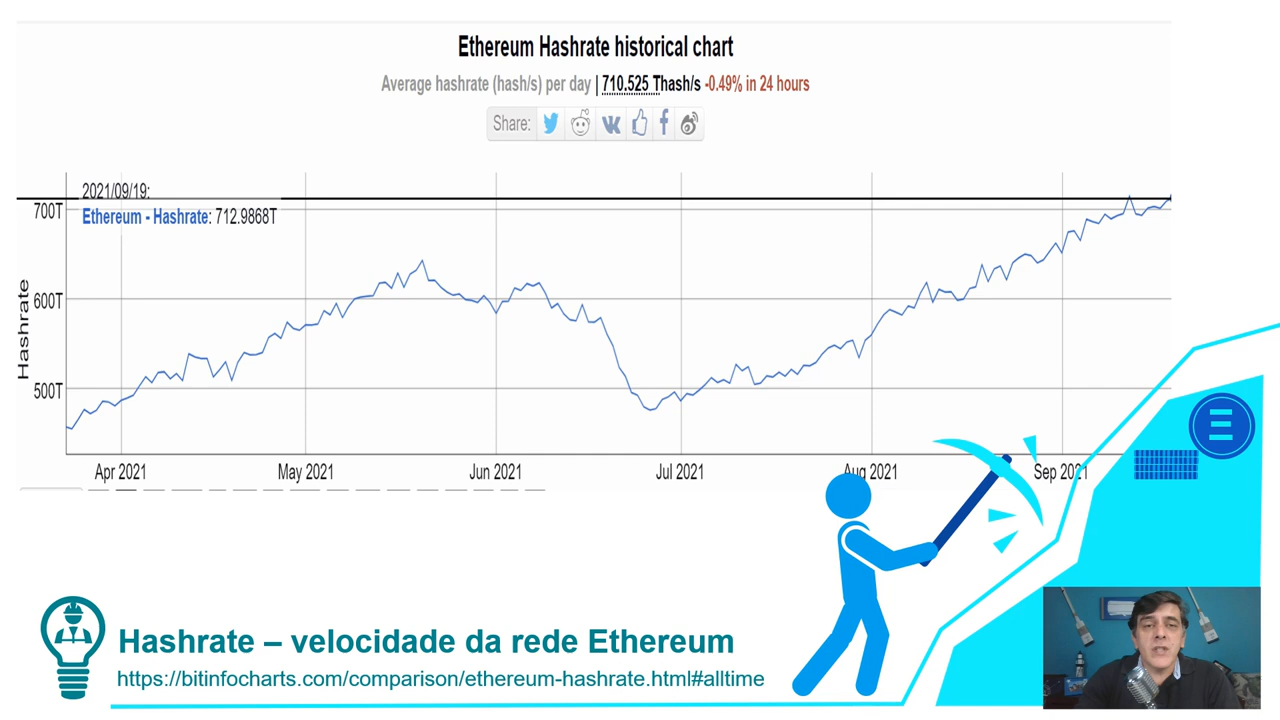 Ethereum Hashrate historical chart
Average hashrate (hash/s) per day | 710.525 Thash/s -0.49% in 24 hours
Share:
2021/09/19:
Ethereum - Hashrate: 712.9868T
700T
600T
500T
Hashrate
Apr 2021 May 2021 Jun 2021 Jul 2021 Aug 2021 Sep 2021
Hashrate – velocidade da rede Ethereum
https://bitinfocharts.com/comparison/ethereum-hashrate.html#alltime